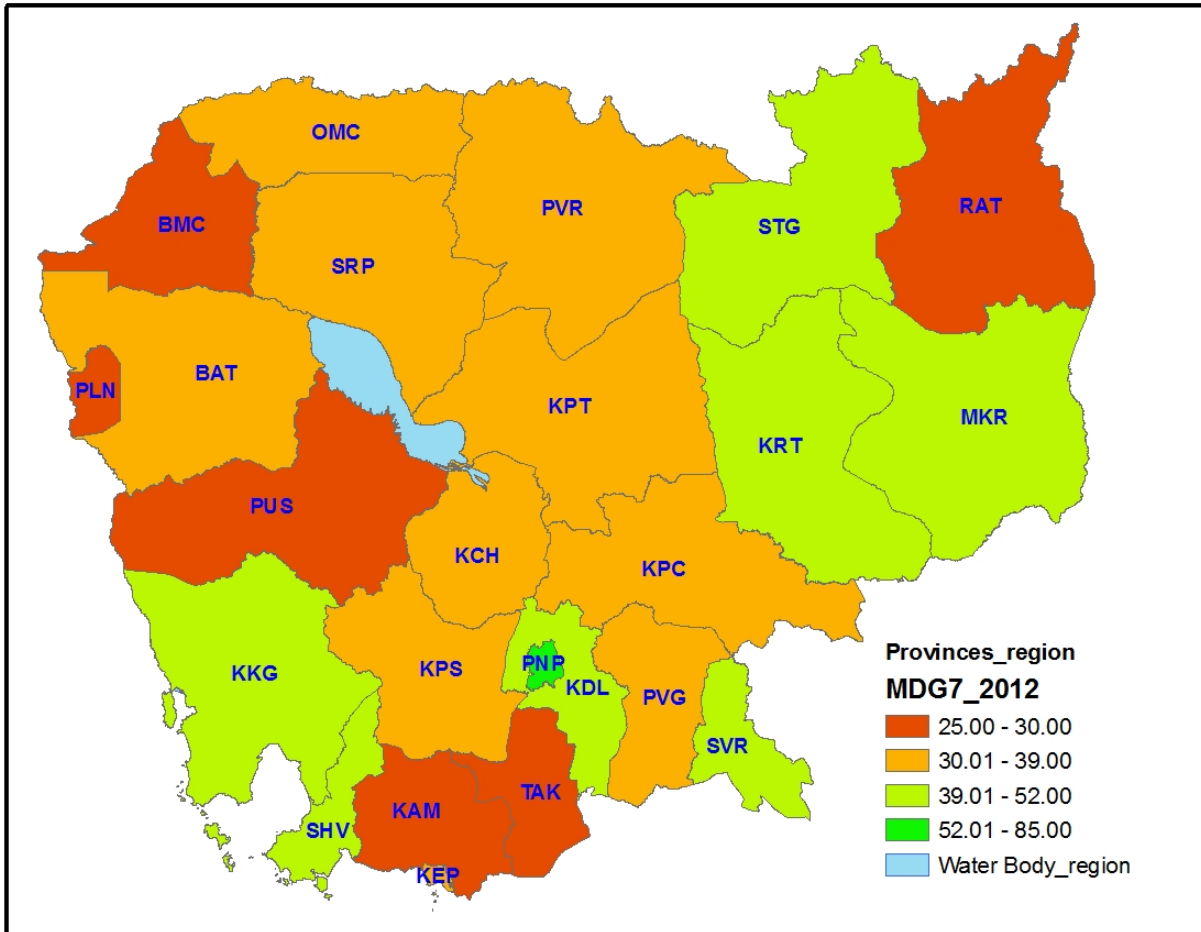 OMC
BMC
PVR
RAT
STG
SRP
BAT
PLN
KPT
MKR
KRT
PUS
KCH
KPC
PNP
KPS
KKG
KDL
PVG
SVR
TAK
KAM
SHV
KEP
Provinces_region
MDG7_2012
25.00 - 30.00
30.01 - 39.00
39.01 - 52.00
52.01 - 85.00
Water Body_region